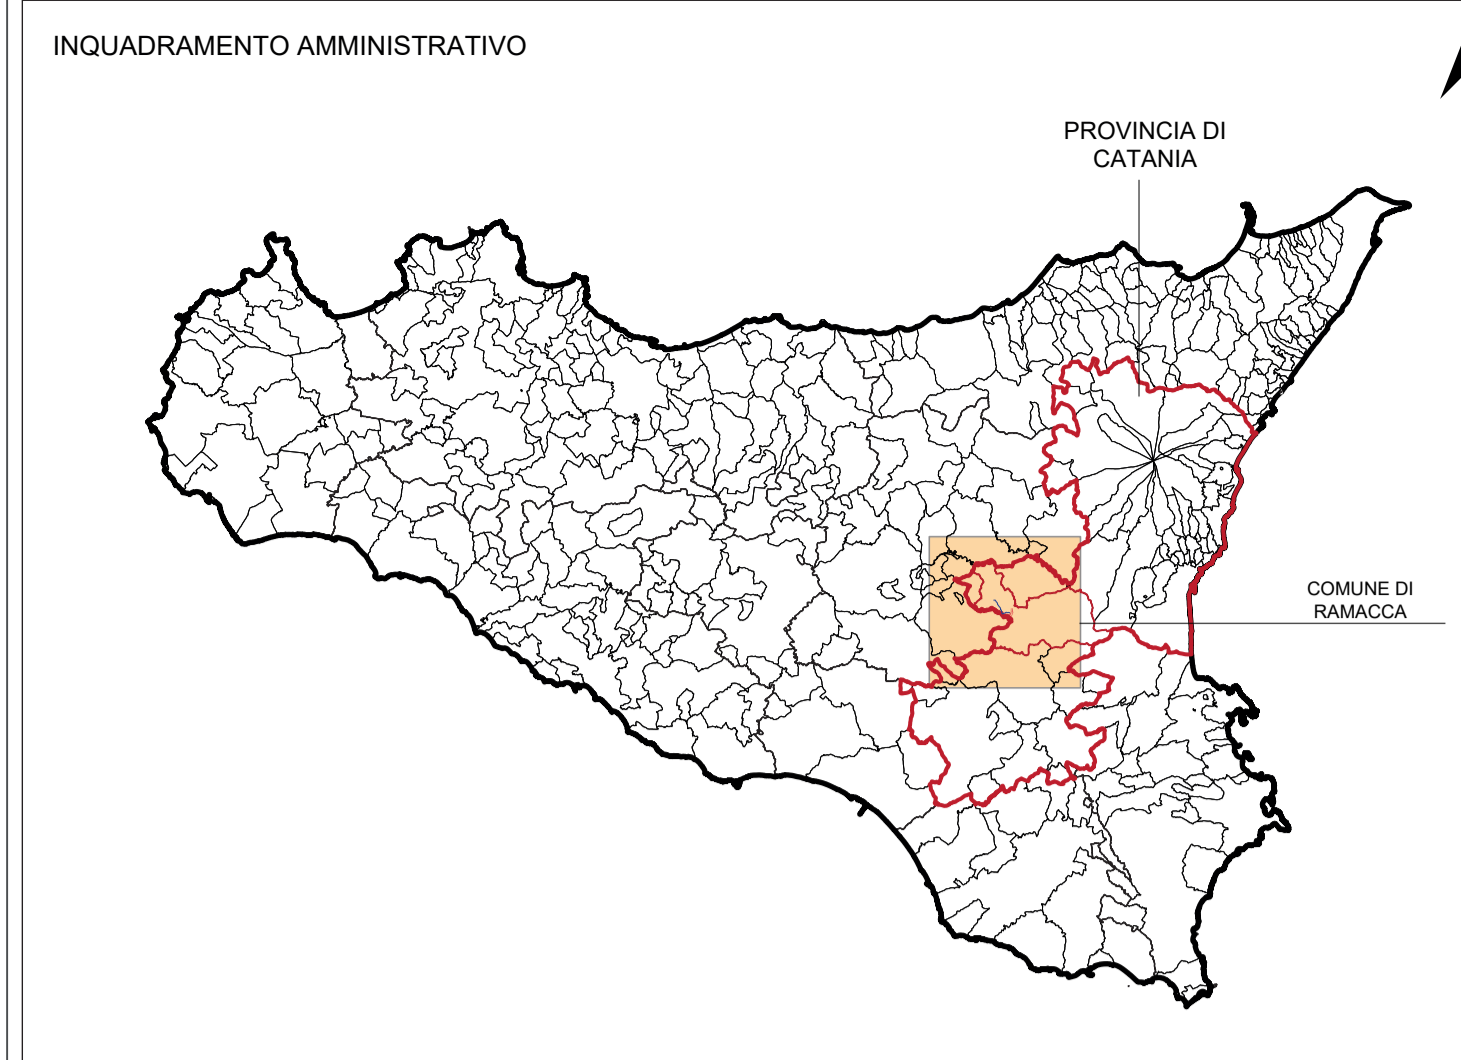 INQUADRAMENTO AMMINISTRATIVO
PROVINCIA DI
CATANIA
COMUNE DI
RAMACCA